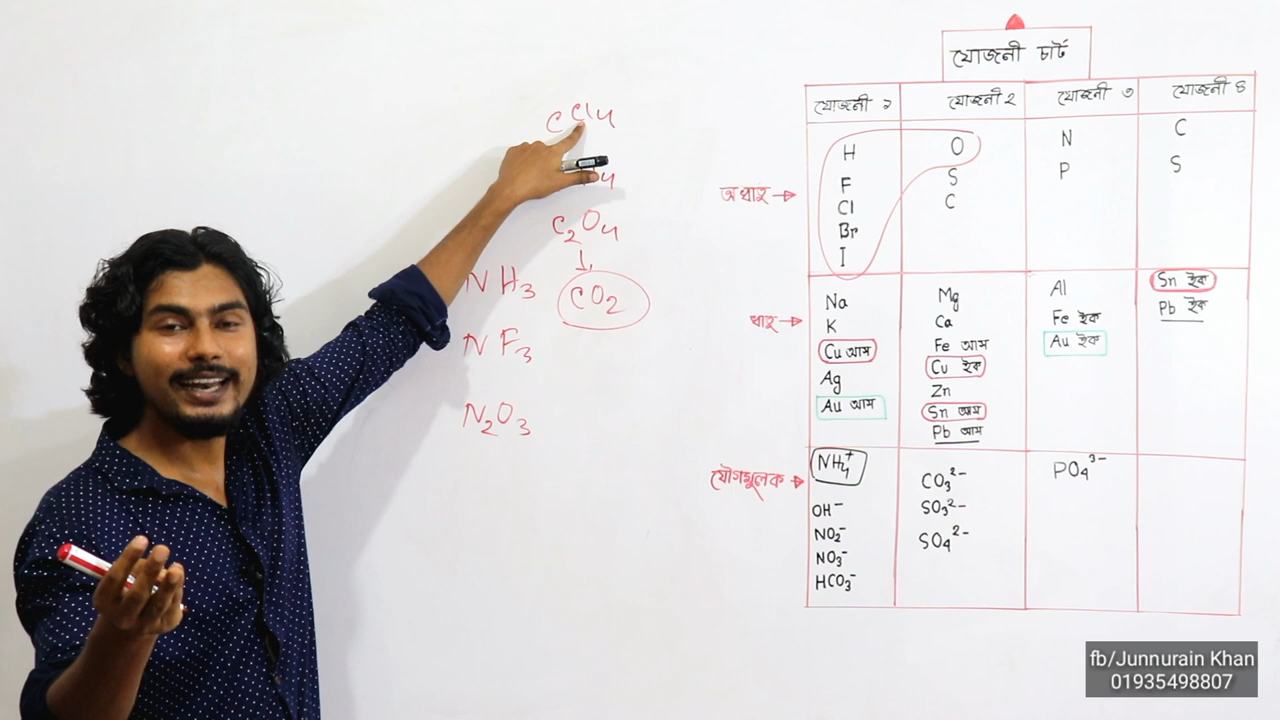 CCl4
C2O4
↓
CO2
NH3
NF3
N2O3
যোজনী চার্ট
যোজনী ১ যোজনী ২ যোজনী ৩ যোজনী ৪
অধাতু →
H O N C
F S P S
Cl C
Br
I
ধাতু →
Na Mg Al Sn ইক
K Ca Fe ইক Pb ইক
Cu আস Fe আস Au ইক
Ag Cu ইক
Au আস Zn
Sn আস
Pb আস
যৌগমূলক →
NH4+ CO3 2- PO4 3-
OH- SO3 2-
NO2- SO4 2-
NO3-
HCO3-
fb/Junnurain Khan
01935498807